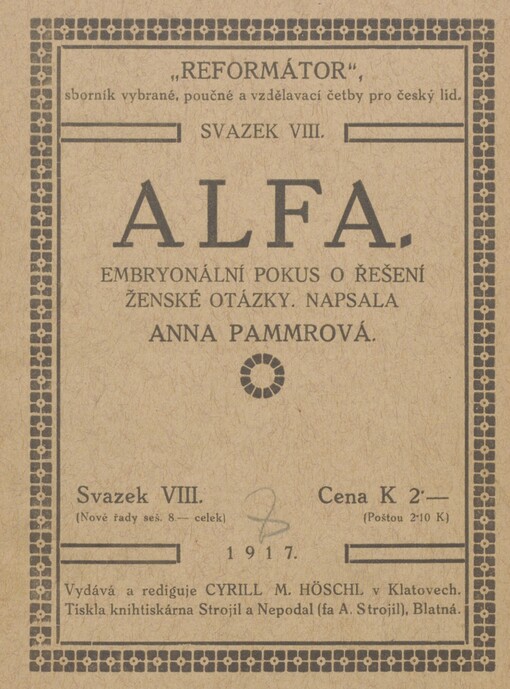 „REFORMÁTOR“,
sborník vybrané, poučné a vzdělavací četby pro český lid.
SVAZEK VIII.
ALFA.
EMBRYONÁLNÍ POKUS O ŘEŠENÍ
ŽENSKÉ OTÁZKY. NAPSALA
ANNA PAMMROVÁ.
Svazek VIII.
(Nové řady seš. 8.— celek)
Cena K 2·—
(Poštou 2·10 K)
7
1917.
Vydává a rediguje CYRILL M. HÖSCHL v Klatovech.
Tiskla knihtiskárna Strojil a Nepodal (fa A. Strojil), Blatná.